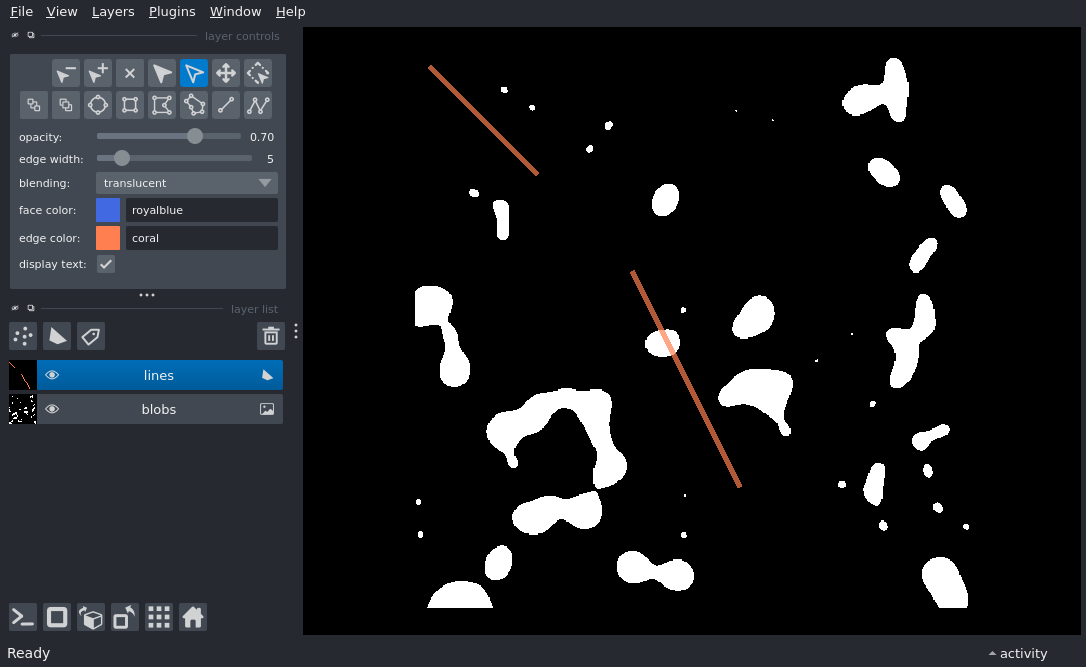 File View Layers Plugins Window Help
layer controls
opacity: 0.70
edge width: 5
blending: translucent
face color: royalblue
edge color: coral
display text:
layer list
lines
blobs
Ready
activity